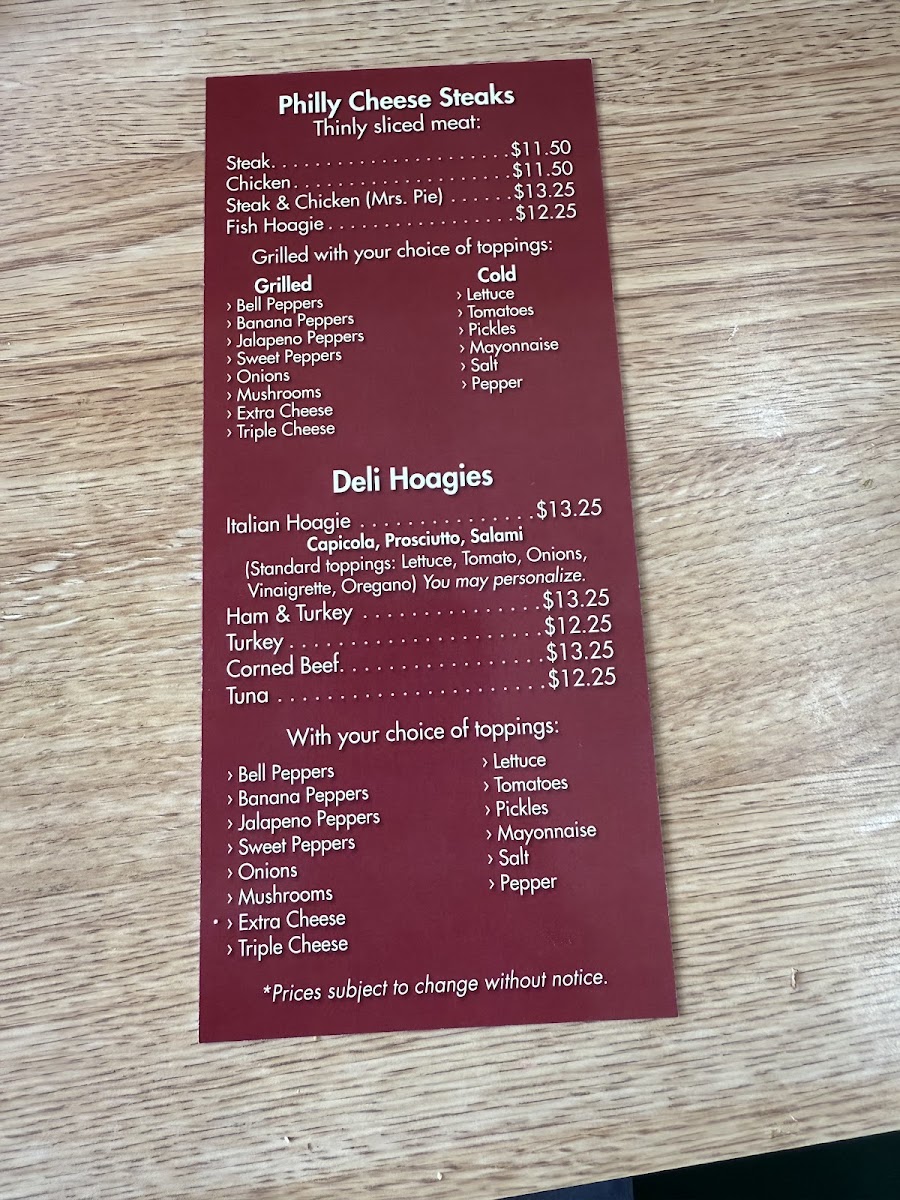 Philly Cheese Steaks
Thinly sliced meat:
Steak. . . . . . . . . . . . . . . . . . . . . . $11.50
Chicken. . . . . . . . . . . . . . . . . . . . $11.50
Steak & Chicken (Mrs. Pie) . . . . . . $13.25
Fish Hoagie . . . . . . . . . . . . . . . . . $12.25
Grilled with your choice of toppings:
Grilled
› Bell Peppers
› Banana Peppers
› Jalapeno Peppers
› Sweet Peppers
› Onions
› Mushrooms
› Extra Cheese
› Triple Cheese
Cold
› Lettuce
› Tomatoes
› Pickles
› Mayonnaise
› Salt
› Pepper
Deli Hoagies
Italian Hoagie . . . . . . . . . . . . . . . $13.25
Capicola, Prosciutto, Salami
(Standard toppings: Lettuce, Tomato, Onions,
Vinaigrette, Oregano) You may personalize.
Ham & Turkey . . . . . . . . . . . . . . . $13.25
Turkey . . . . . . . . . . . . . . . . . . . . . $12.25
Corned Beef. . . . . . . . . . . . . . . . . $13.25
Tuna . . . . . . . . . . . . . . . . . . . . . . $12.25
With your choice of toppings:
› Bell Peppers
› Banana Peppers
› Jalapeno Peppers
› Sweet Peppers
› Onions
› Mushrooms
› Extra Cheese
› Triple Cheese
› Lettuce
› Tomatoes
› Pickles
› Mayonnaise
› Salt
› Pepper
*Prices subject to change without notice.